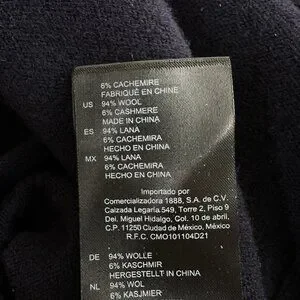 6% CACHEMIRE
FABRIQUÉ EN CHINE
US 94% WOOL
6% CASHMERE
MADE IN CHINA
ES 94% LANA
6% CACHEMIRA
HECHO EN CHINA
MX 94% LANA
6% CACHEMIRA
HECHO EN CHINA
Importado por
Comercializadora 1888, S.A. de C.V.
Calzada Legaria 549, Torre 2, Piso 9
Del. Miguel Hidalgo, Col. 10 de abril,
C.P. 11250 Ciudad de México, México
R.F.C. CMO101104D21
DE 94% WOLLE
6% KASCHMIR
HERGESTELLT IN CHINA
NL 94% WOL
6% KASJMIER